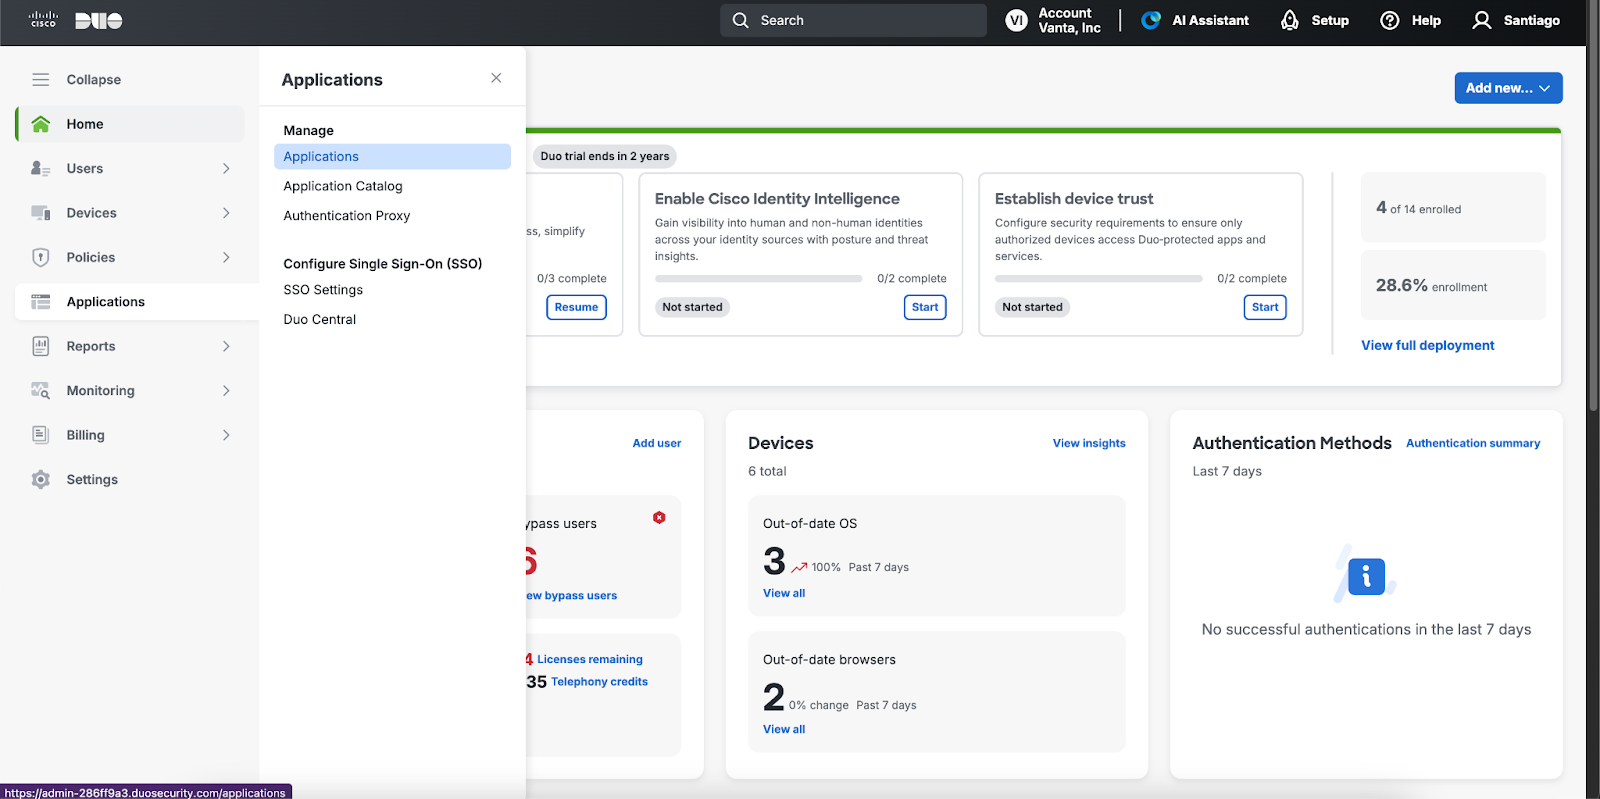 CISCO DUO
Search
VI
Account
Vanta, Inc
AI Assistant
Setup
Help
Santiago
Collapse
Home
Users
Devices
Policies
Applications
Reports
Monitoring
Billing
Settings
Applications
Manage
Applications
Application Catalog
Authentication Proxy
Configure Single Sign-On (SSO)
SSO Settings
Duo Central
Add new...
Duo trial ends in 2 years
ss, simplify
0/3 complete
Resume
Enable Cisco Identity Intelligence
Gain visibility into human and non-human identities
across your identity sources with posture and threat
insights.
0/2 complete
Not started
Start
Establish device trust
Configure security requirements to ensure only
authorized devices access Duo-protected apps and
services.
0/2 complete
Not started
Start
4 of 14 enrolled
28.6% enrollment
View full deployment
Add user
ypass users
6
ew bypass users
4 Licenses remaining
35 Telephony credits
Devices
View insights
6 total
Out-of-date OS
3 100% Past 7 days
View all
Out-of-date browsers
2 0% change Past 7 days
View all
Authentication Methods
Authentication summary
Last 7 days
No successful authentications in the last 7 days
https://admin-286ff9a3.duosecurity.com/applications